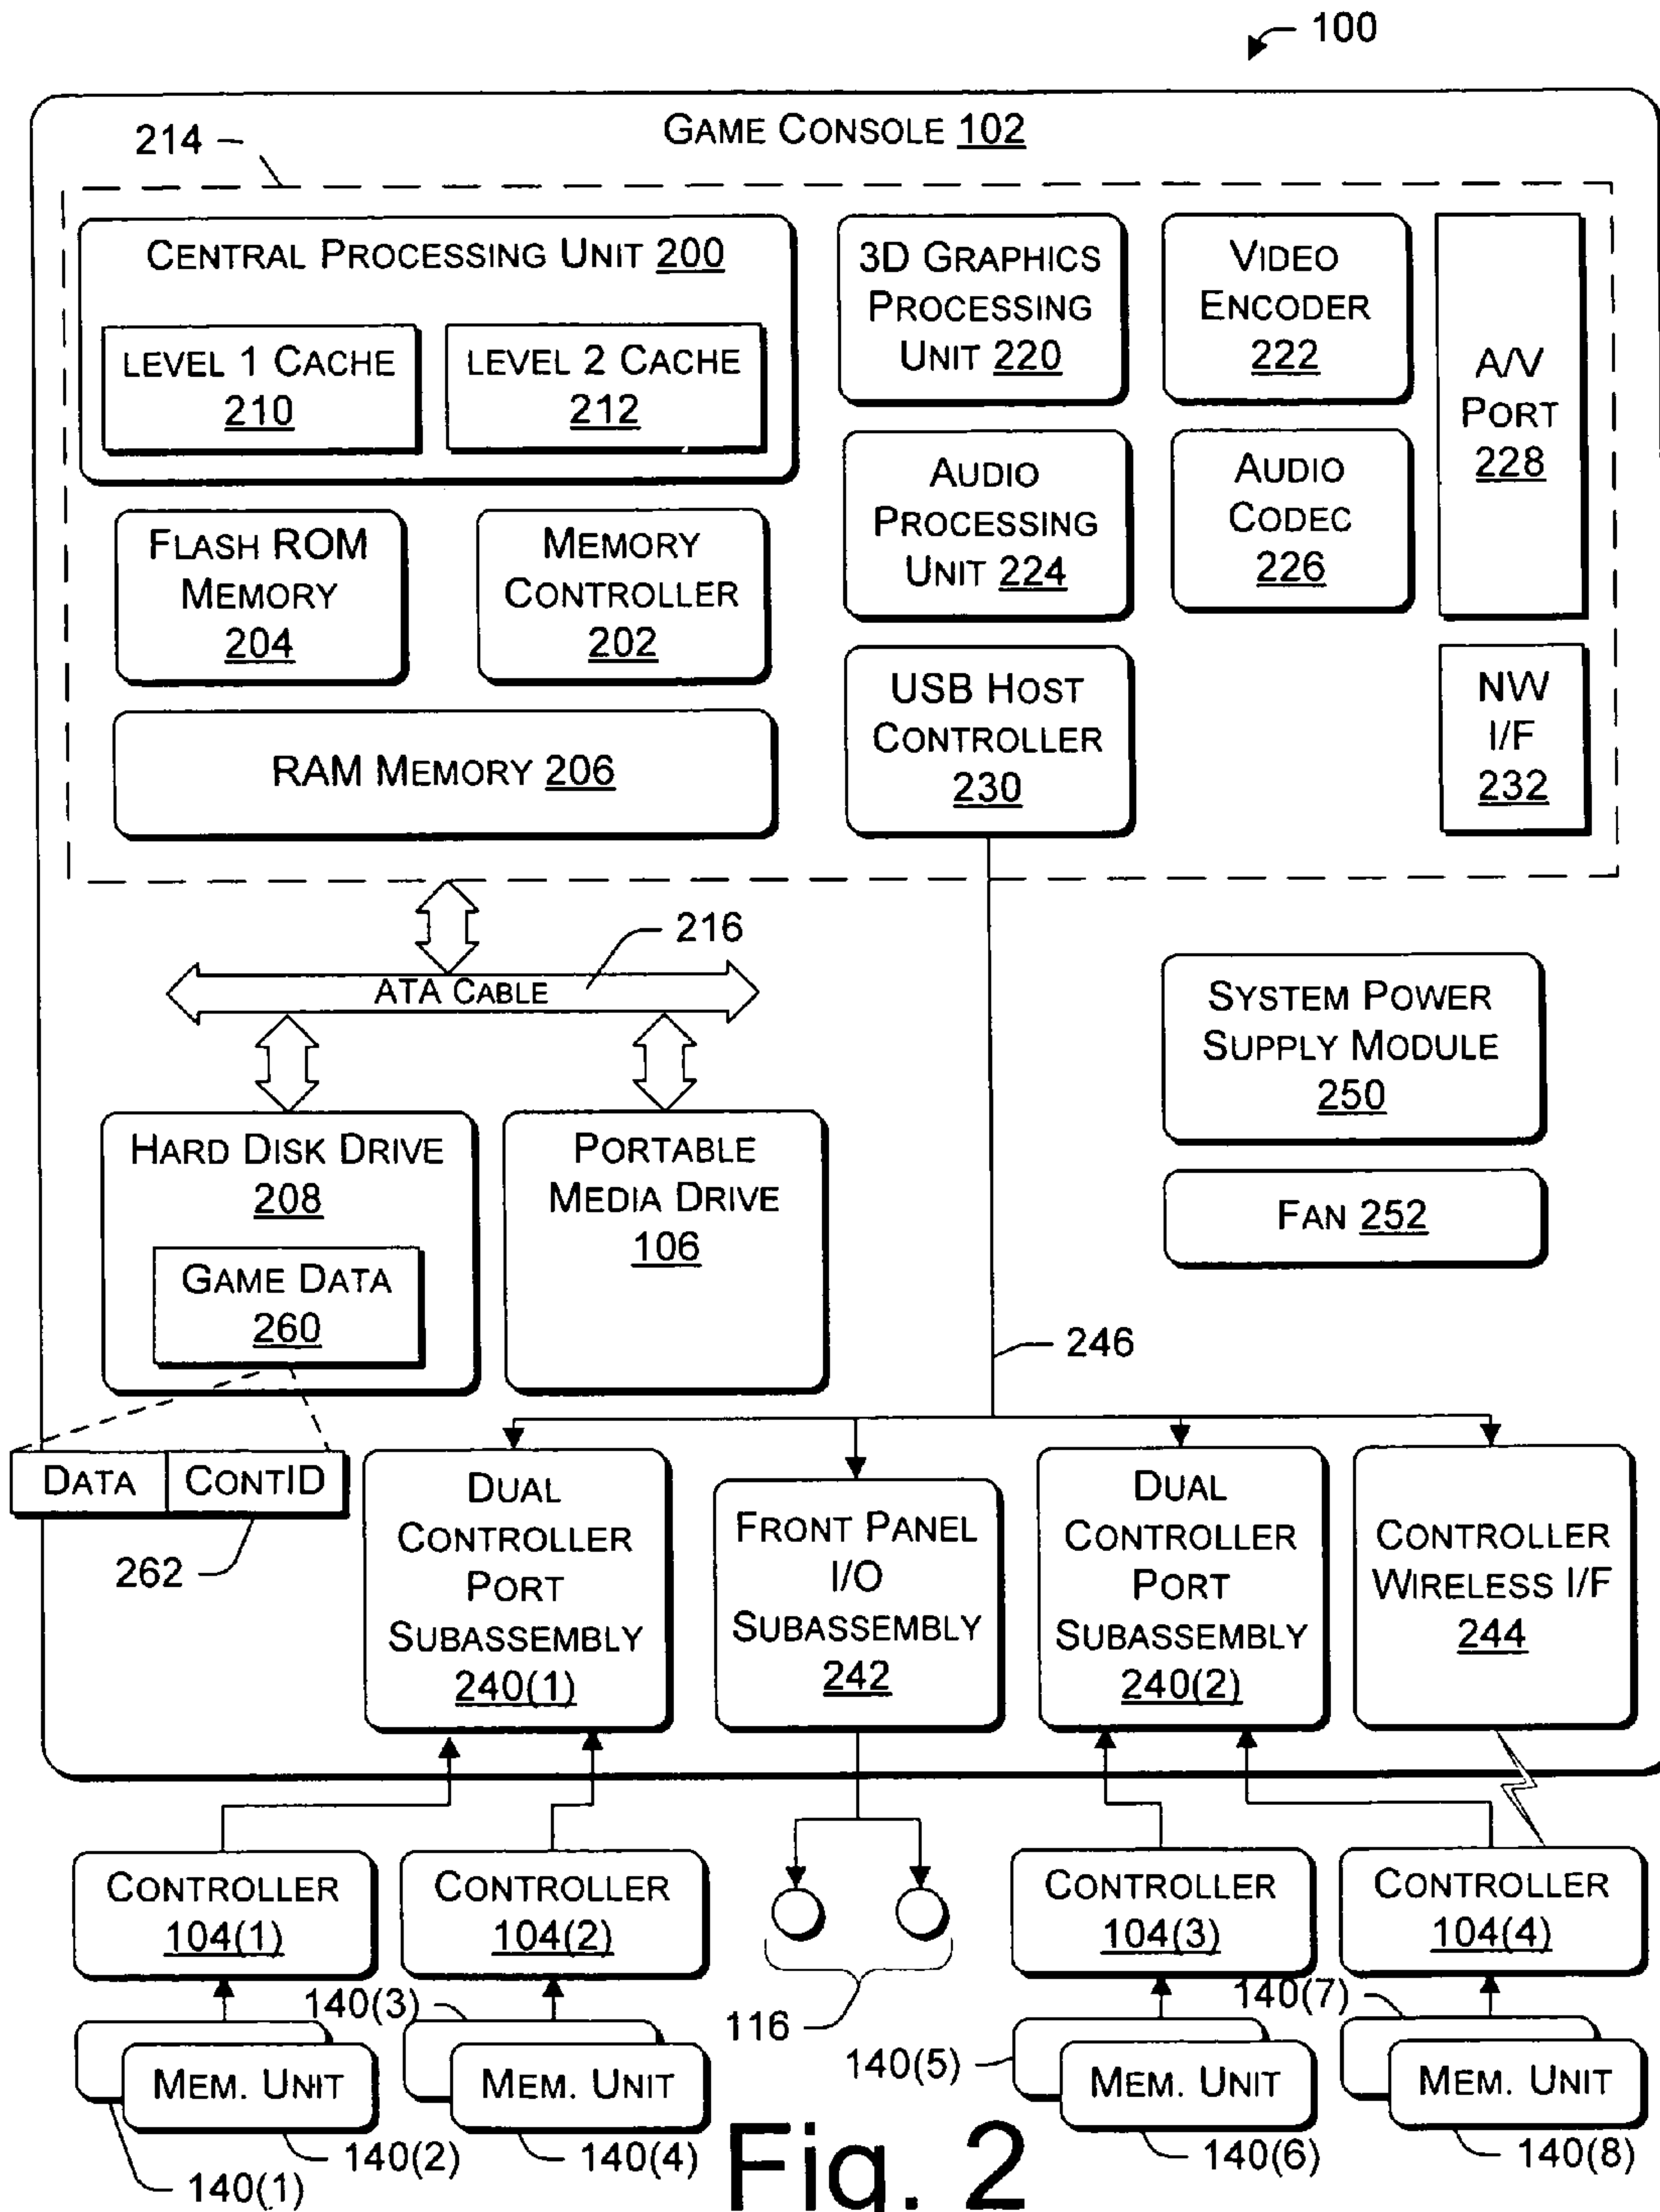 100
GAME CONSOLE 102
214
CENTRAL PROCESSING UNIT 200
LEVEL 1 CACHE
210
LEVEL 2 CACHE
212
3D GRAPHICS
PROCESSING
UNIT 220
VIDEO
ENCODER
222
A/V
PORT
228
FLASH ROM
MEMORY
204
MEMORY
CONTROLLER
202
AUDIO
PROCESSING
UNIT 224
AUDIO
CODEC
226
RAM MEMORY 206
USB HOST
CONTROLLER
230
NW
I/F
232
216
ATA CABLE
SYSTEM POWER
SUPPLY MODULE
250
HARD DISK DRIVE
208
GAME DATA
260
PORTABLE
MEDIA DRIVE
106
FAN 252
246
DATA
CONTID
262
DUAL
CONTROLLER
PORT
SUBASSEMBLY
240(1)
FRONT PANEL
I/O
SUBASSEMBLY
242
DUAL
CONTROLLER
PORT
SUBASSEMBLY
240(2)
CONTROLLER
WIRELESS I/F
244
CONTROLLER
104(1)
CONTROLLER
104(2)
CONTROLLER
104(3)
CONTROLLER
104(4)
140(3)
116
140(5)
140(7)
MEM. UNIT
MEM. UNIT
MEM. UNIT
MEM. UNIT
140(1)
140(2)
140(4)
140(6)
140(8)
Fig. 2